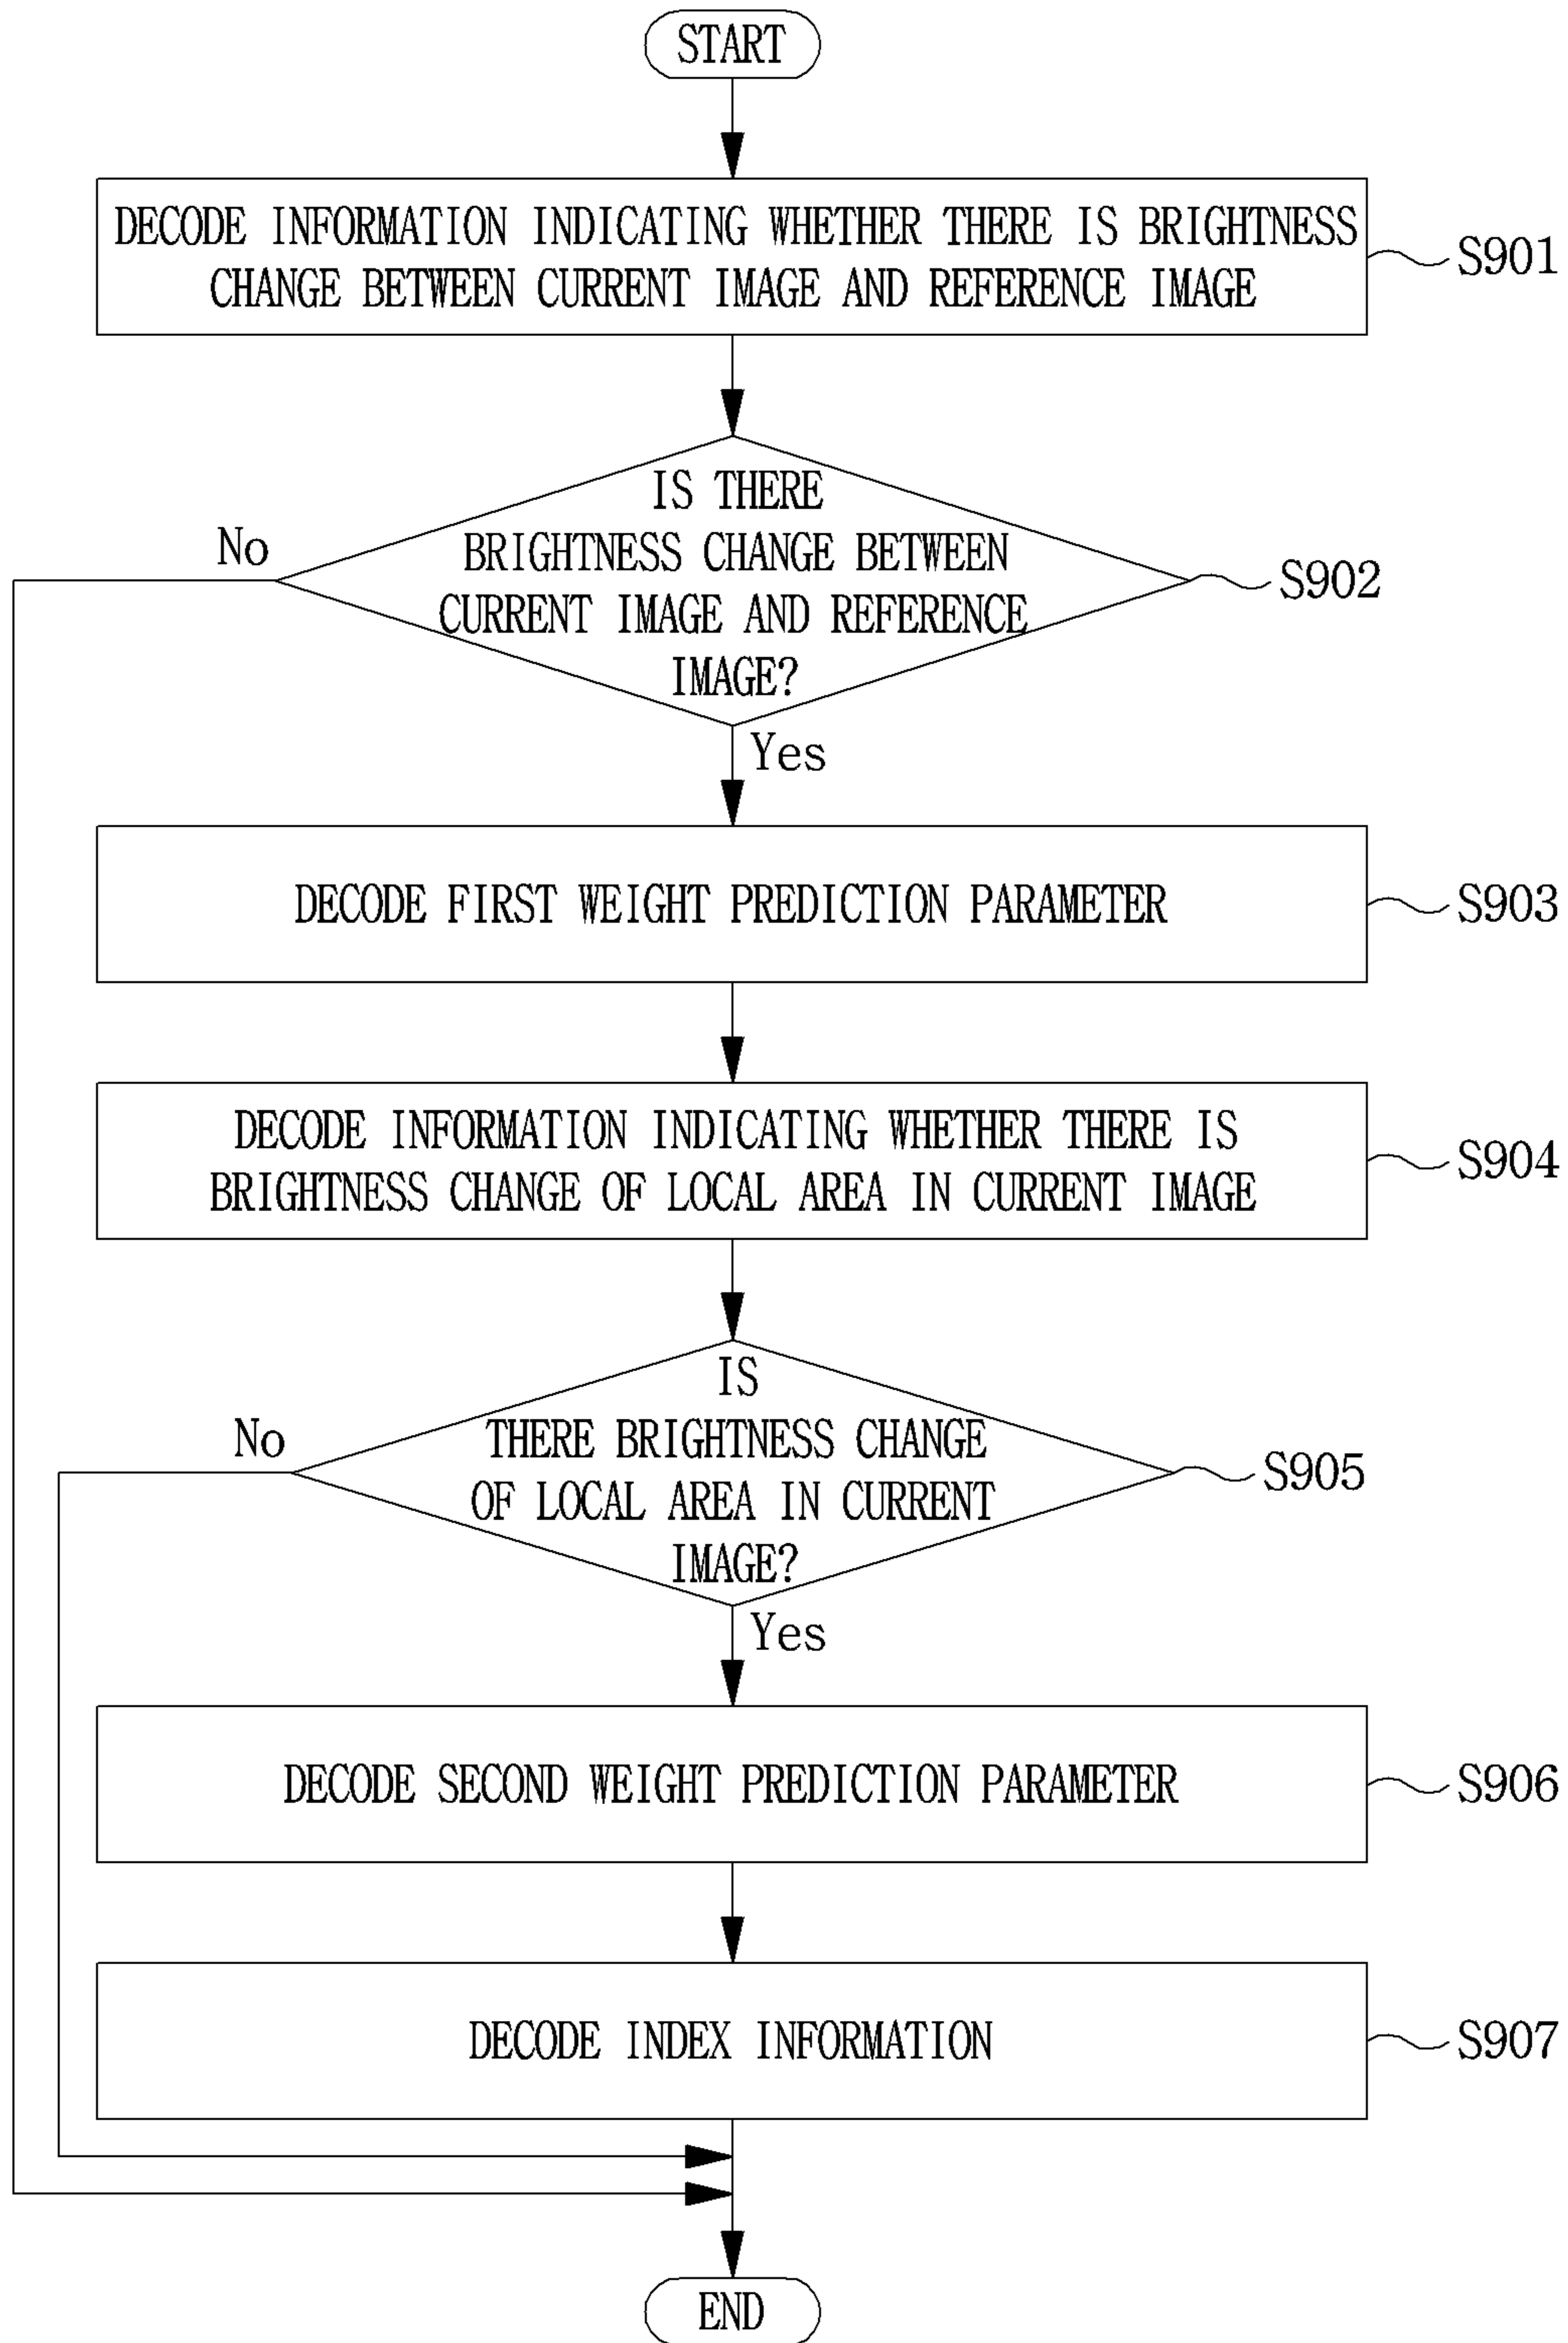 START
DECODE INFORMATION INDICATING WHETHER THERE IS BRIGHTNESS
CHANGE BETWEEN CURRENT IMAGE AND REFERENCE IMAGE
S901
IS THERE
BRIGHTNESS CHANGE BETWEEN
CURRENT IMAGE AND REFERENCE
IMAGE?
No
S902
Yes
DECODE FIRST WEIGHT PREDICTION PARAMETER
S903
DECODE INFORMATION INDICATING WHETHER THERE IS
BRIGHTNESS CHANGE OF LOCAL AREA IN CURRENT IMAGE
S904
IS
THERE BRIGHTNESS CHANGE
OF LOCAL AREA IN CURRENT
IMAGE?
No
S905
Yes
DECODE SECOND WEIGHT PREDICTION PARAMETER
S906
DECODE INDEX INFORMATION
S907
END